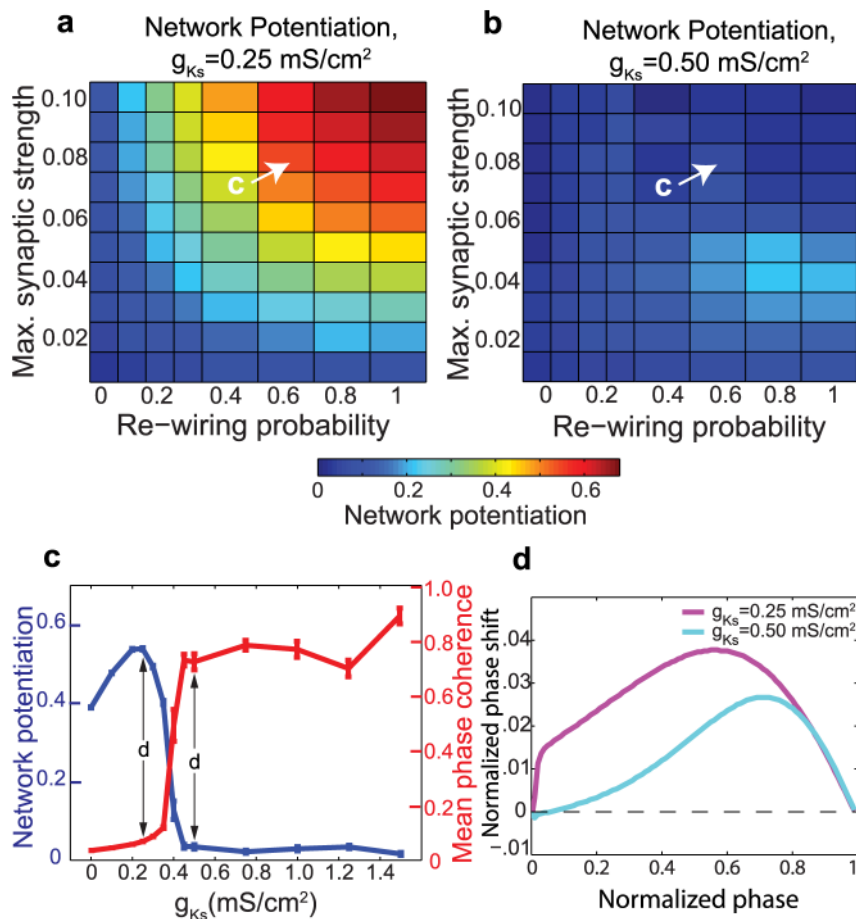 a
Network Potentiation,
gKs=0.25 mS/cm²
b
Network Potentiation,
gKs=0.50 mS/cm²
Max. synaptic strength
0.10
0.08
0.06
0.04
0.02
c
0 0.2 0.4 0.6 0.8 1
Re-wiring probability
Max. synaptic strength
0.10
0.08
0.06
0.04
0.02
c
0 0.2 0.4 0.6 0.8 1
Re-wiring probability
0 0.2 0.4 0.6
Network potentiation
c
Network potentiation
0.6
0.4
0.2
0
d
d
1.0
0.8
0.6
0.4
0.2
0
Mean phase coherence
0 0.2 0.4 0.6 0.8 1.0 1.2 1.4
gKs(mS/cm²)
d
Normalized phase shift
.04
0.03
0.02
0.01
0
−.01
gKs=0.25 mS/cm²
gKs=0.50 mS/cm²
0 0.2 0.4 0.6 0.8 1
Normalized phase